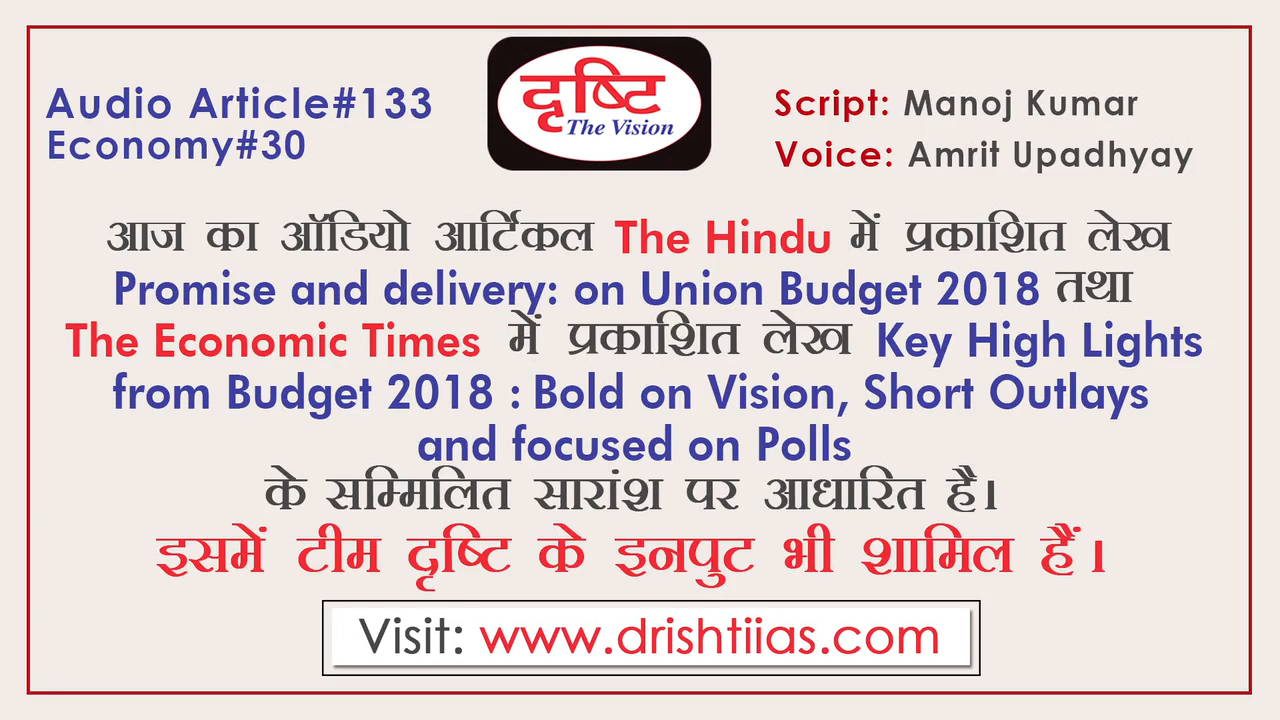 Audio Article#133
Economy#30
दृष्टि
The Vision
Script: Manoj Kumar
Voice: Amrit Upadhyay
आज का ऑडियो आर्टिकल The Hindu में प्रकाशित लेख
Promise and delivery: on Union Budget 2018 तथा
The Economic Times में प्रकाशित लेख Key High Lights
from Budget 2018 : Bold on Vision, Short Outlays
and focused on Polls
के सम्मिलित सारांश पर आधारित है।
इसमें टीम दृष्टि के इनपुट भी शामिल हैं।
Visit: www.drishtiias.com